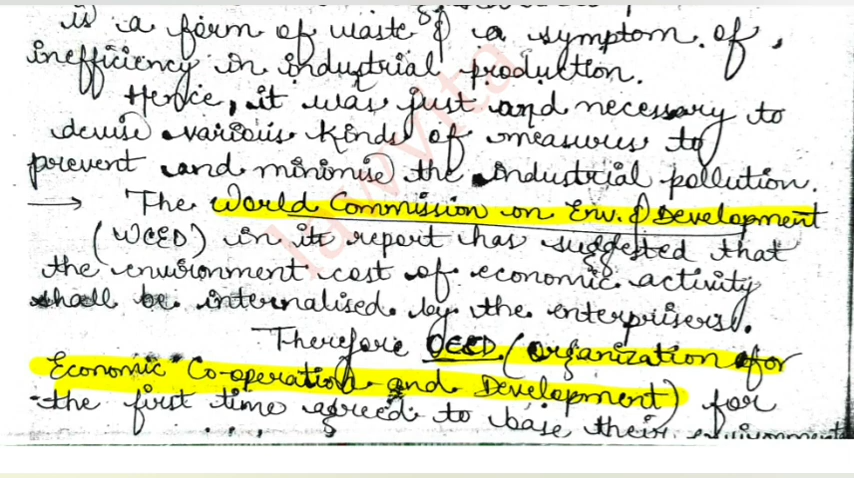 is a form of waste & a symptom of
inefficiency in industrial production.
Hence, it was just and necessary to
devise various kinds of measures to
prevent and minimise the industrial pollution.
→ The World Commission on Env. & Development
(WCED) in its report has suggested that
the environment cost of economic activity
shall be internalised by the enterprisers.
Therefore OECD (Organization for
Economic Co-operation and Development) for
the first time agreed to base their environment
lawvita